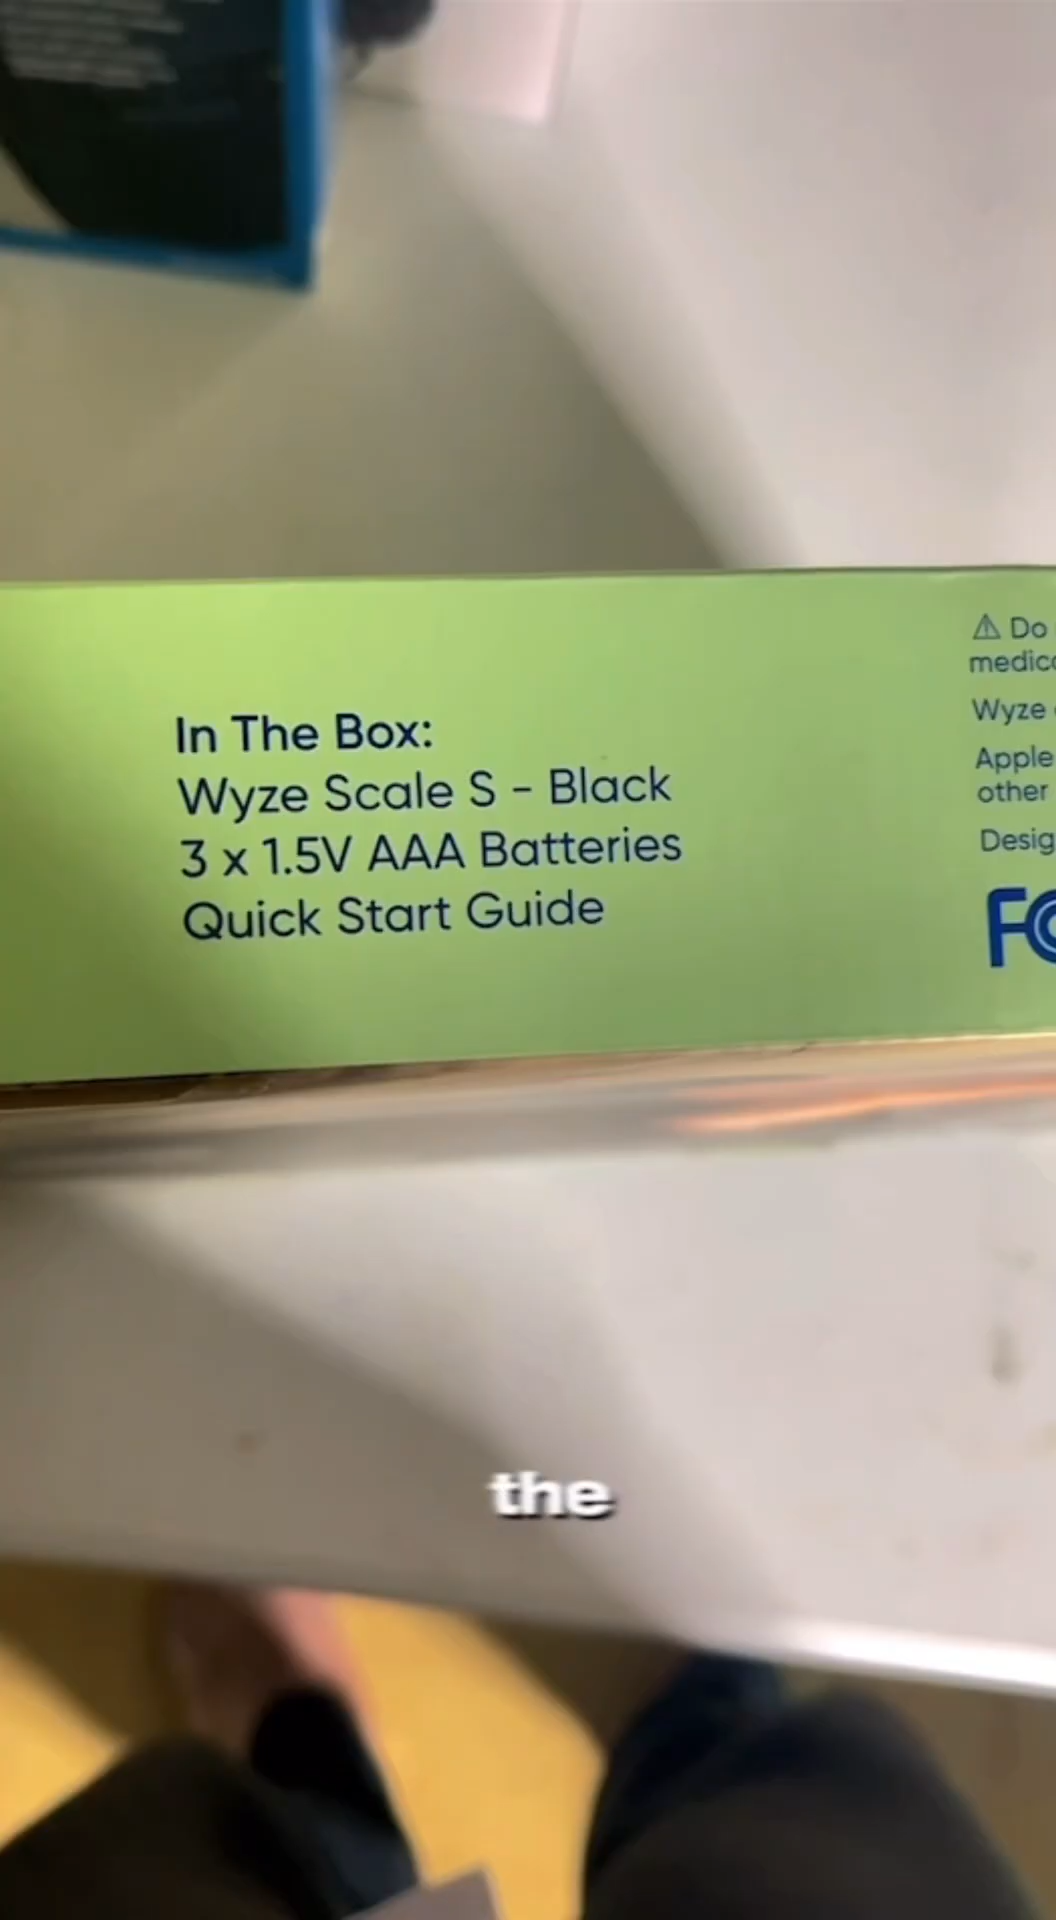 In The Box:
Wyze Scale S - Black
3 x 1.5V AAA Batteries
Quick Start Guide
⚠ Do
Wyze
Apple
other
the